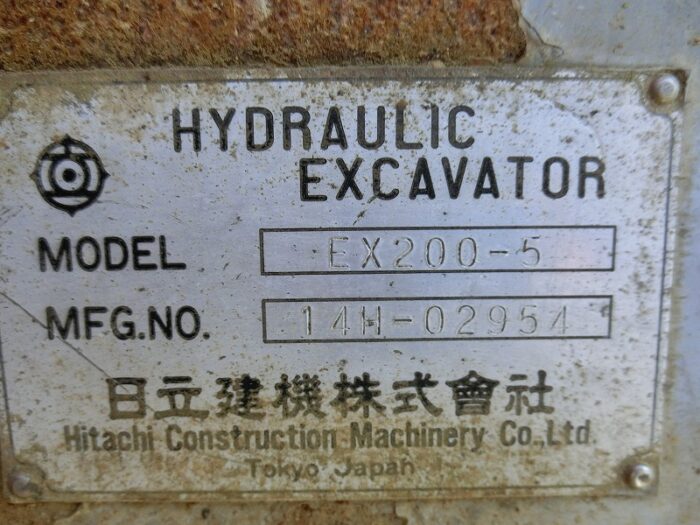 HYDRAULIC
EXCAVATOR
MODEL EX200-5
MFG.NO. 14H-02954
日立建機株式會社
Hitachi Construction Machinery Co.,Ltd.
Tokyo Japan